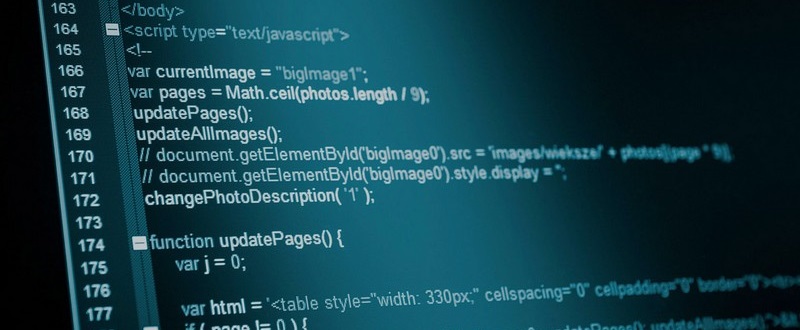 163 </body>
164 <script type="text/javascript">
165 <!--
166 var currentImage = "bigImage1";
167 var pages = Math.ceil(photos.length / 9);
168 updatePages();
169 updateAllImages();
170 // document.getElementById('bigImage0').src = 'images/wieksze/' + photos[(page * 9)];
171 // document.getElementById('bigImage0').style.display = '';
172 changePhotoDescription( '1' );
173
174 function updatePages() {
175 var j = 0;
176
177 var html = '<table style="width: 330px;" cellspacing="0" cellpadding="0" border="0"><tr>
if ( page != 0 ) {